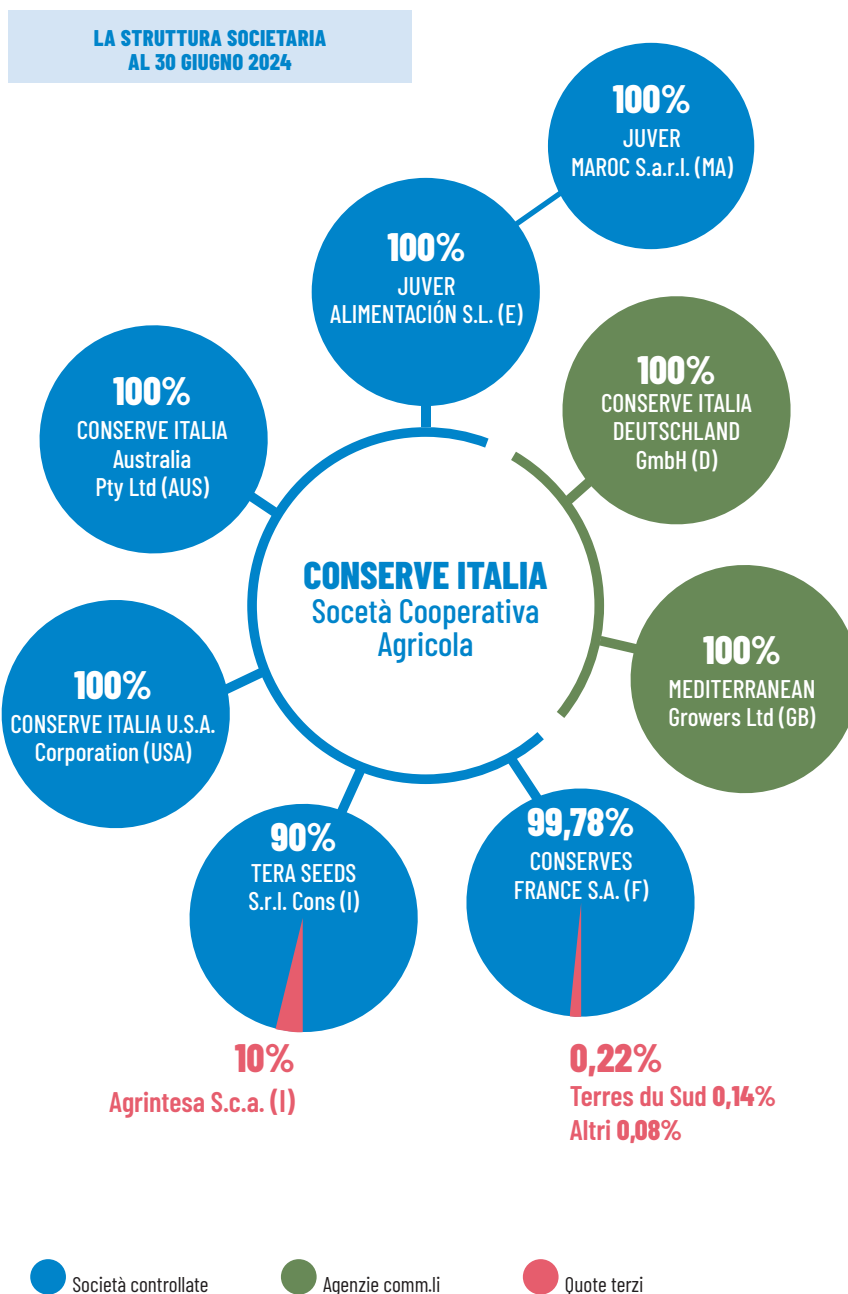 LA STRUTTURA SOCIETARIA
AL 30 GIUGNO 2024
100%
JUVER
MAROC S.a.r.l. (MA)
100%
JUVER
ALIMENTACIÓN S.L. (E)
100%
CONSERVE ITALIA
DEUTSCHLAND
GmbH (D)
100%
CONSERVE ITALIA
Australia
Pty Ltd (AUS)
CONSERVE ITALIA
Socetà Cooperativa
Agricola
100%
MEDITERRANEAN
Growers Ltd (GB)
100%
CONSERVE ITALIA U.S.A.
Corporation (USA)
90%
TERA SEEDS
S.r.l. Cons (I)
99,78%
CONSERVES
FRANCE S.A. (F)
10%
Agrintesa S.c.a. (I)
0,22%
Terres du Sud 0,14%
Altri 0,08%
Società controllate
Agenzie comm.li
Quote terzi